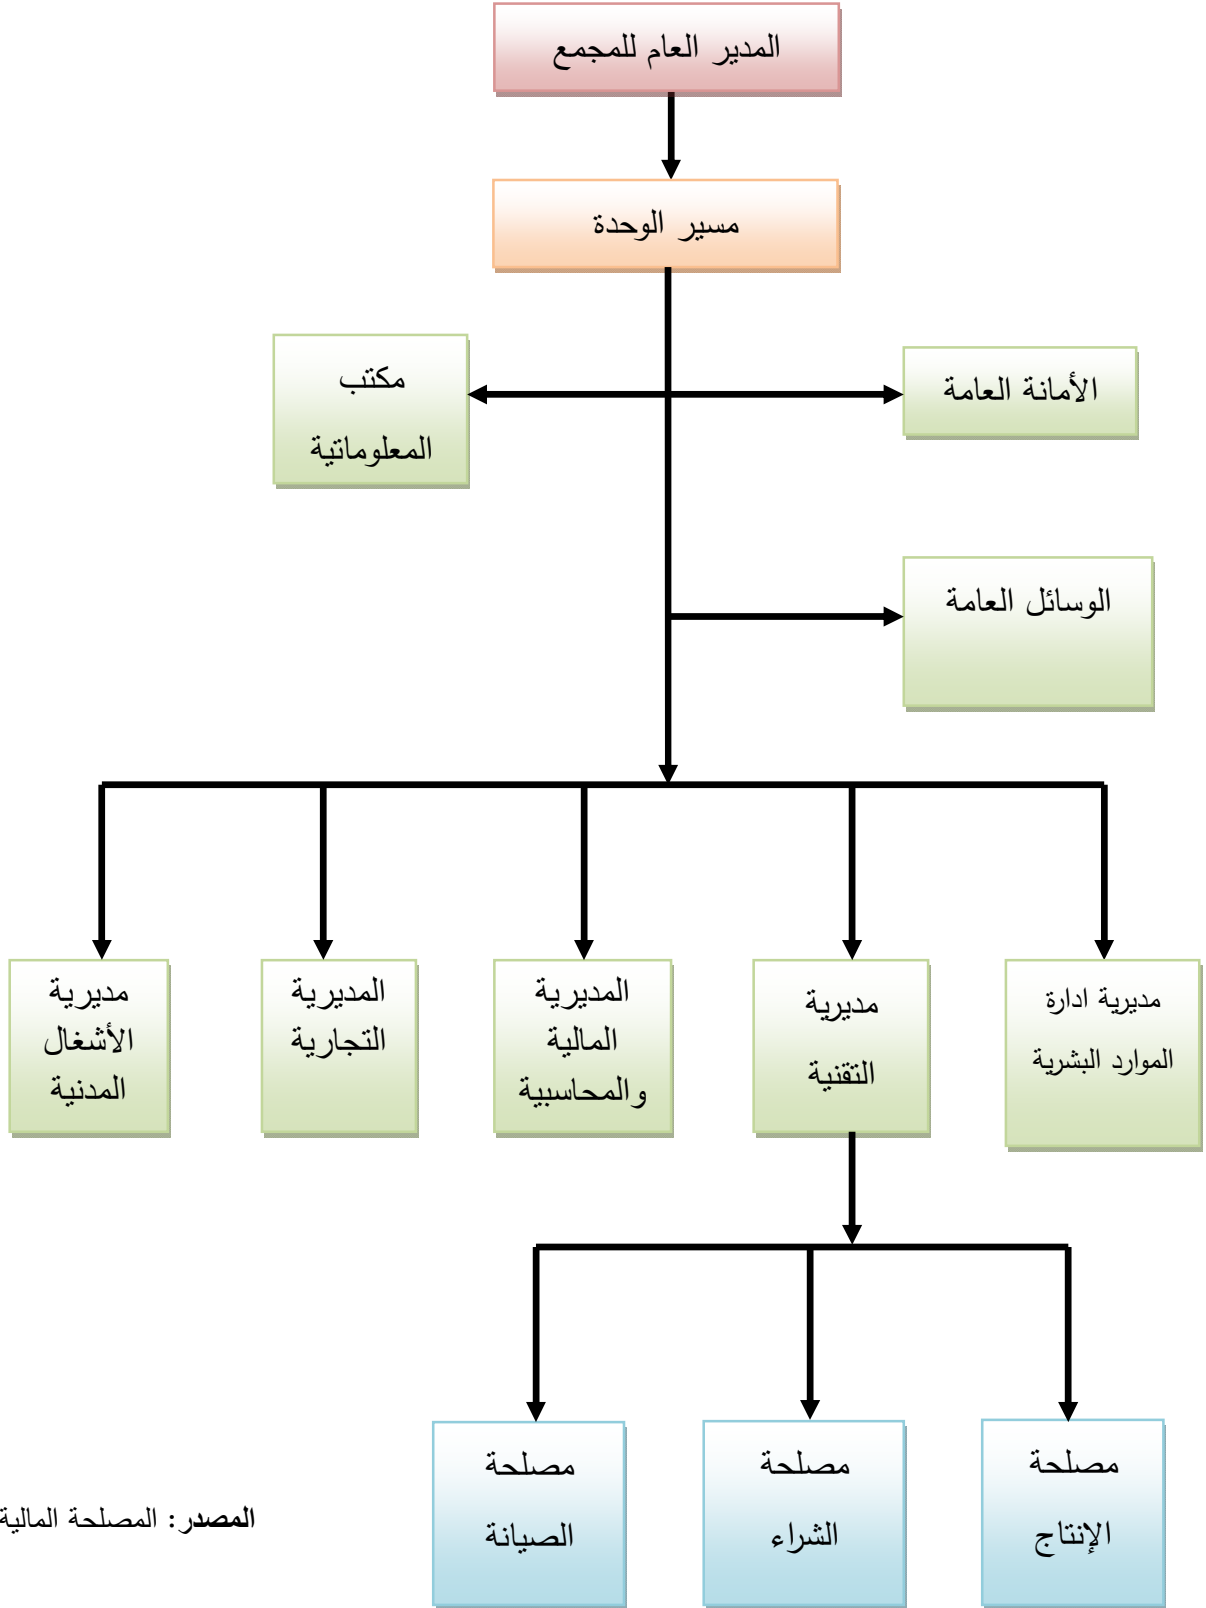 المدير العام للمجمع
مسير الوحدة
الأمانة العامة
مكتب
المعلوماتية
الوسائل العامة
مديرية ادارة
الموارد البشرية
مديرية
التقنية
المديرية
المالية
والمحاسبية
المديرية
التجارية
مديرية
الأشغال
المدنية
مصلحة
الإنتاج
مصلحة
الشراء
مصلحة
الصيانة
المصدر: المصلحة المالية